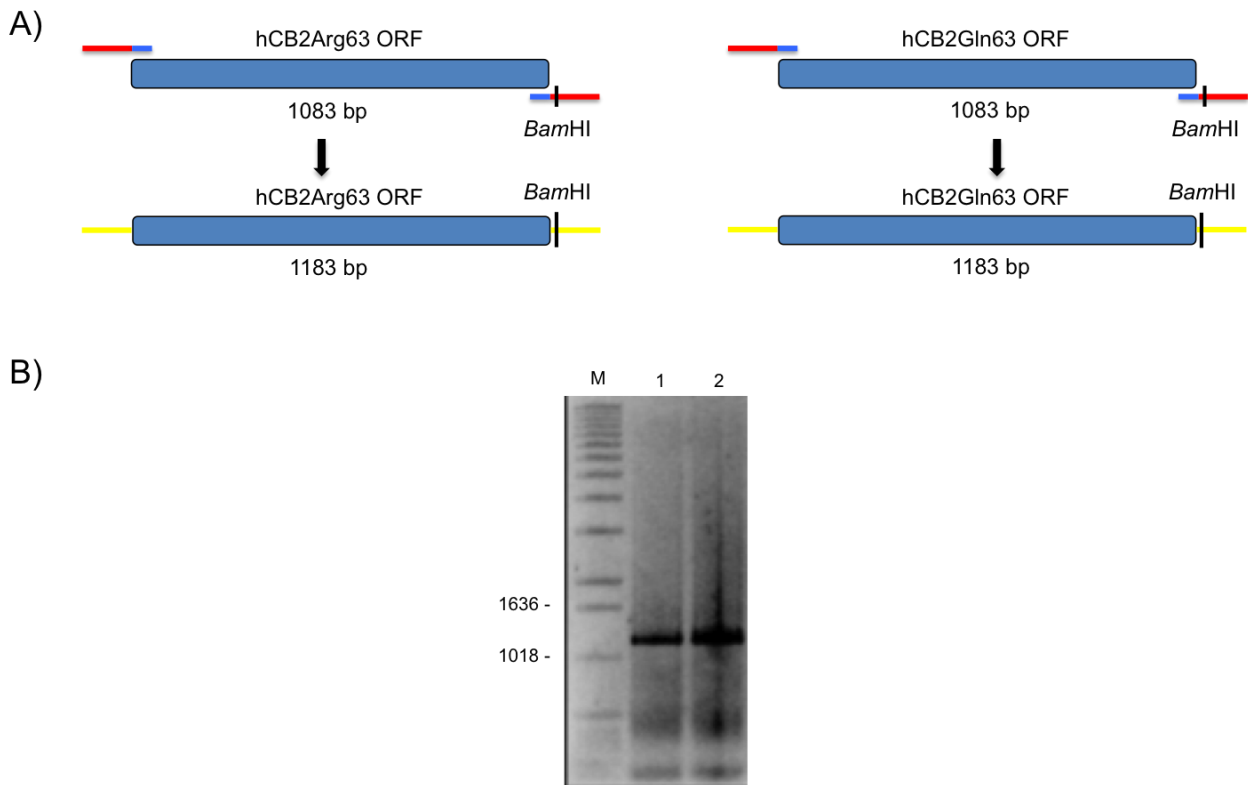 A)
hCB2Arg63 ORF
1083 bp
BamHI
hCB2Arg63 ORF
BamHI
1183 bp
hCB2Gln63 ORF
1083 bp
BamHI
hCB2Gln63 ORF
BamHI
1183 bp
B)
M 1 2
1636 -
1018 -